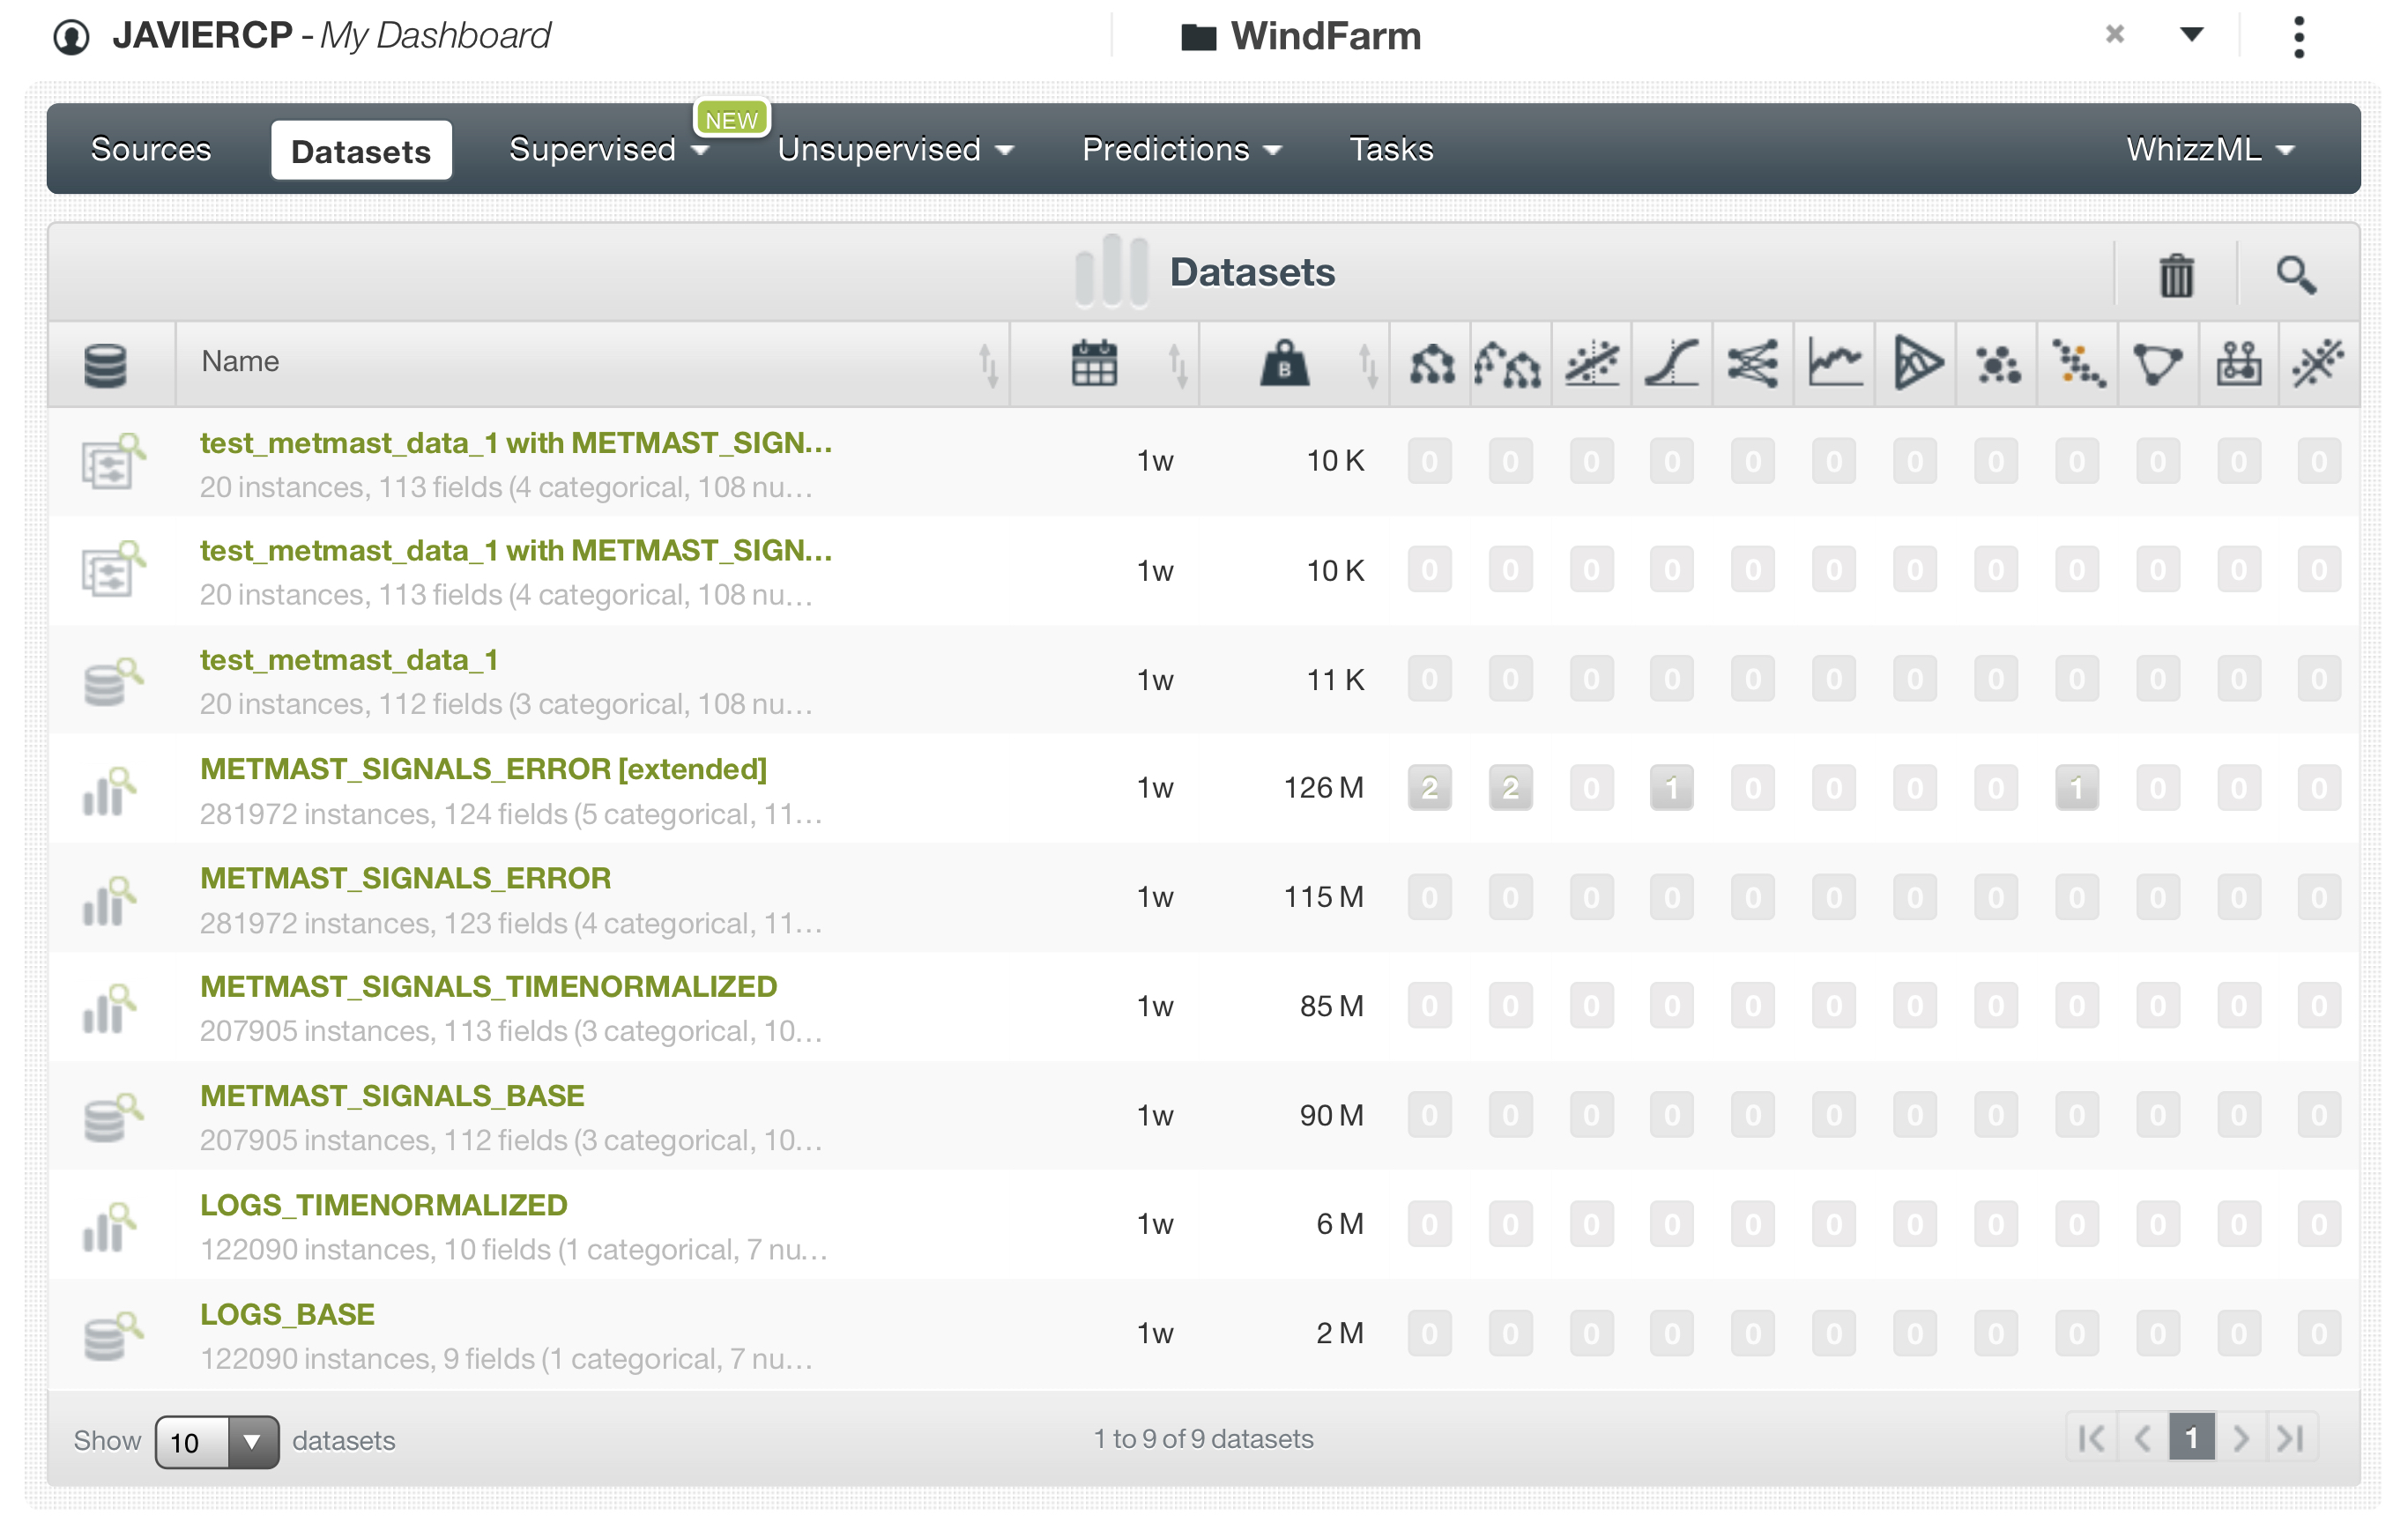 JAVIERCP - My Dashboard
WindFarm
Sources Datasets Supervised NEW Unsupervised Predictions Tasks WhizzML
Datasets
Name B
test_metmast_data_1 with METMAST_SIGN... 1w 10 K 0 0 0 0 0 0 0 0 0 0 0 0
20 instances, 113 fields (4 categorical, 108 nu...
test_metmast_data_1 with METMAST_SIGN... 1w 10 K 0 0 0 0 0 0 0 0 0 0 0 0
20 instances, 113 fields (4 categorical, 108 nu...
test_metmast_data_1 1w 11 K 0 0 0 0 0 0 0 0 0 0 0 0
20 instances, 112 fields (3 categorical, 108 nu...
METMAST_SIGNALS_ERROR [extended] 1w 126 M 2 2 0 1 0 0 0 0 1 0 0 0
281972 instances, 124 fields (5 categorical, 11...
METMAST_SIGNALS_ERROR 1w 115 M 0 0 0 0 0 0 0 0 0 0 0 0
281972 instances, 123 fields (4 categorical, 11...
METMAST_SIGNALS_TIMENORMALIZED 1w 85 M 0 0 0 0 0 0 0 0 0 0 0 0
207905 instances, 113 fields (3 categorical, 10...
METMAST_SIGNALS_BASE 1w 90 M 0 0 0 0 0 0 0 0 0 0 0 0
207905 instances, 112 fields (3 categorical, 10...
LOGS_TIMENORMALIZED 1w 6 M 0 0 0 0 0 0 0 0 0 0 0 0
122090 instances, 10 fields (1 categorical, 7 nu...
LOGS_BASE 1w 2 M 0 0 0 0 0 0 0 0 0 0 0 0
122090 instances, 9 fields (1 categorical, 7 nu...
Show 10 datasets 1 to 9 of 9 datasets 1